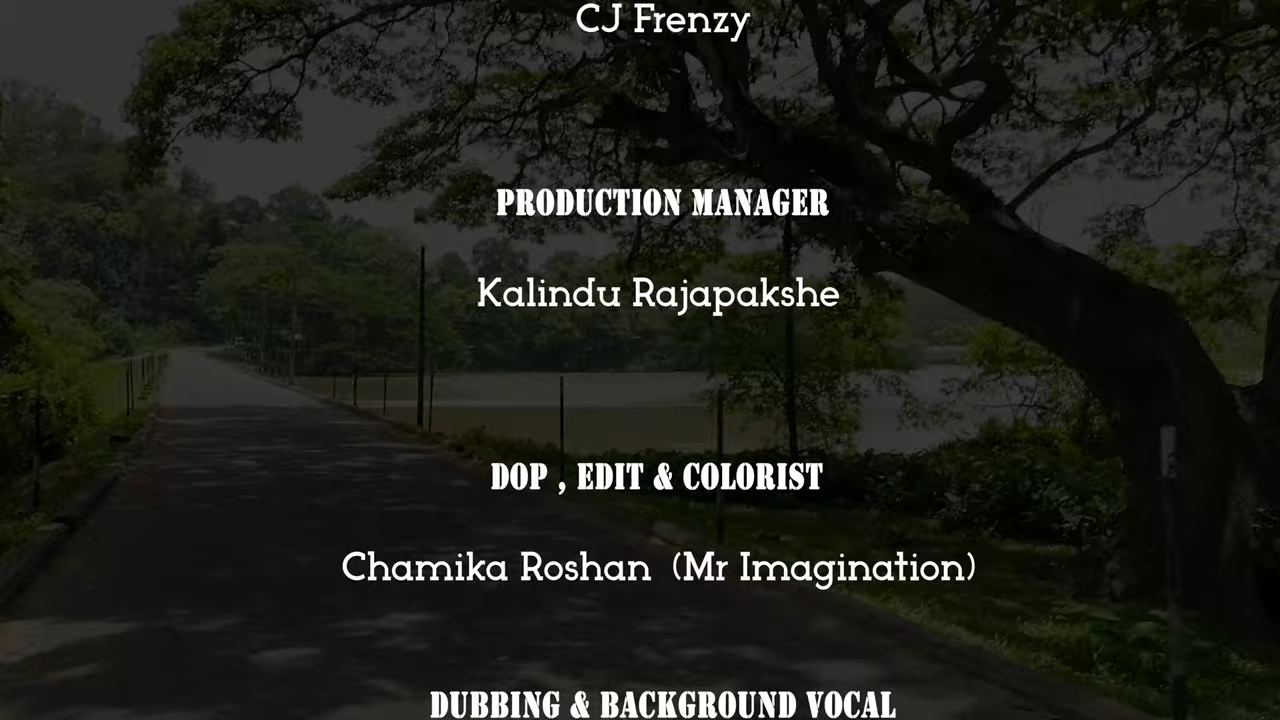 CJ Frenzy
PRODUCTION MANAGER
Kalindu Rajapakshe
DOP , EDIT & COLORIST
Chamika Roshan (Mr Imagination)
DUBBING & BACKGROUND VOCAL